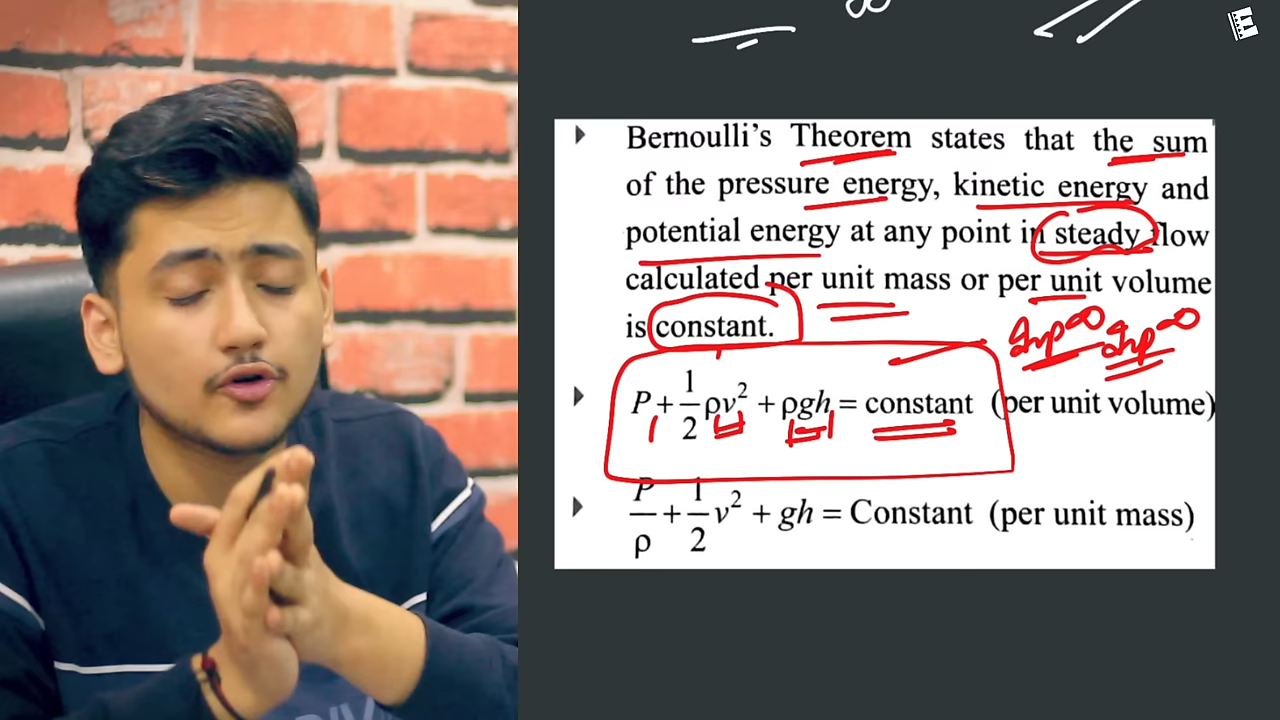 Bernoulli's Theorem states that the sum
of the pressure energy, kinetic energy and
potential energy at any point in steady flow
calculated per unit mass or per unit volume
is constant.
Imp∞ Imp∞
P + 1/2 ρv² + ρgh = constant (per unit volume)
P/ρ + 1/2 v² + gh = Constant (per unit mass)